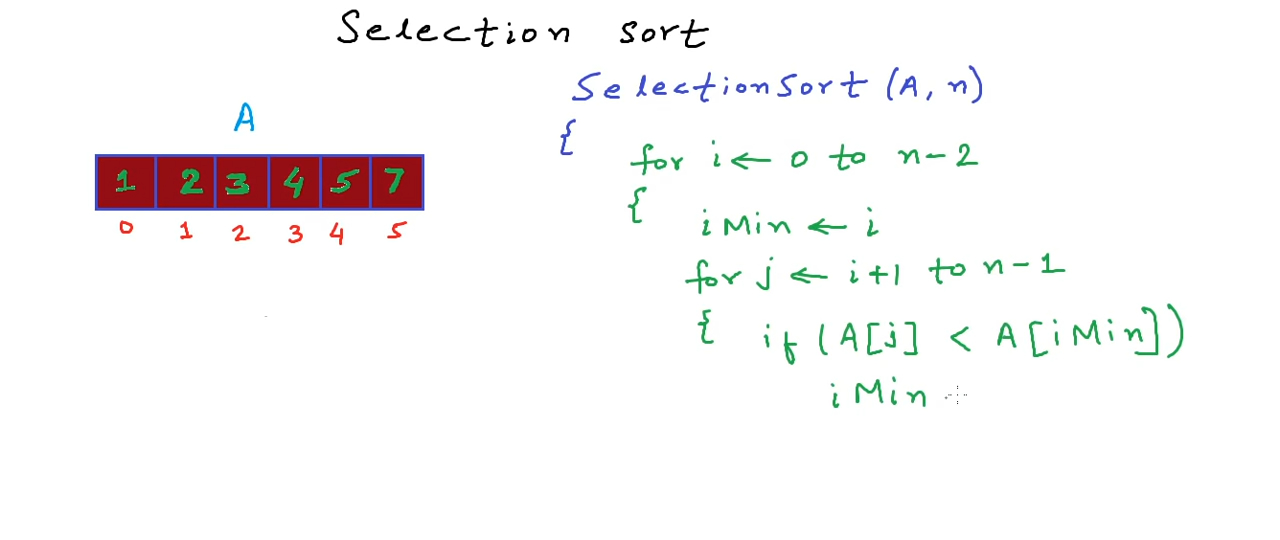 Selection sort
A
1 2 3 4 5 7
0 1 2 3 4 5
SelectionSort (A, n)
{
for i ← 0 to n-2
{
iMin ← i
for j ← i+1 to n-1
{ if (A[j] < A[iMin])
iMin